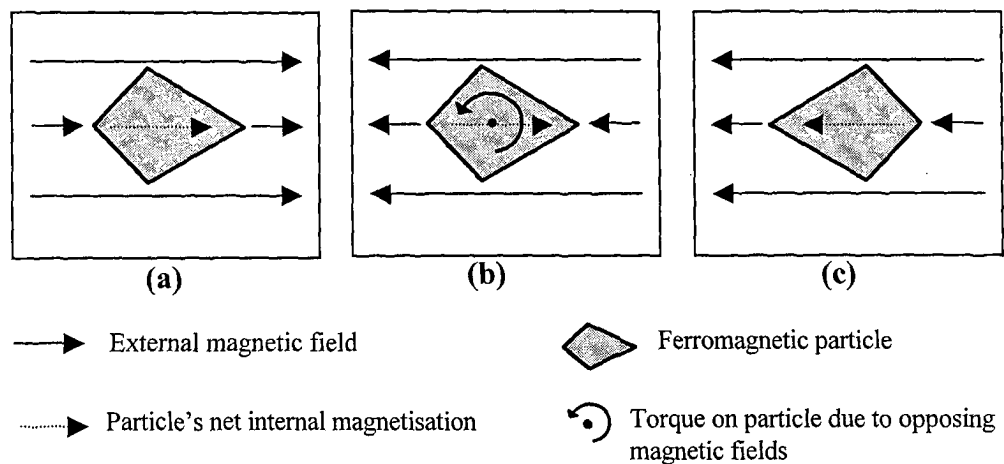 (a)
(b)
(c)
External magnetic field
Ferromagnetic particle
Particle's net internal magnetisation
Torque on particle due to opposing
magnetic fields